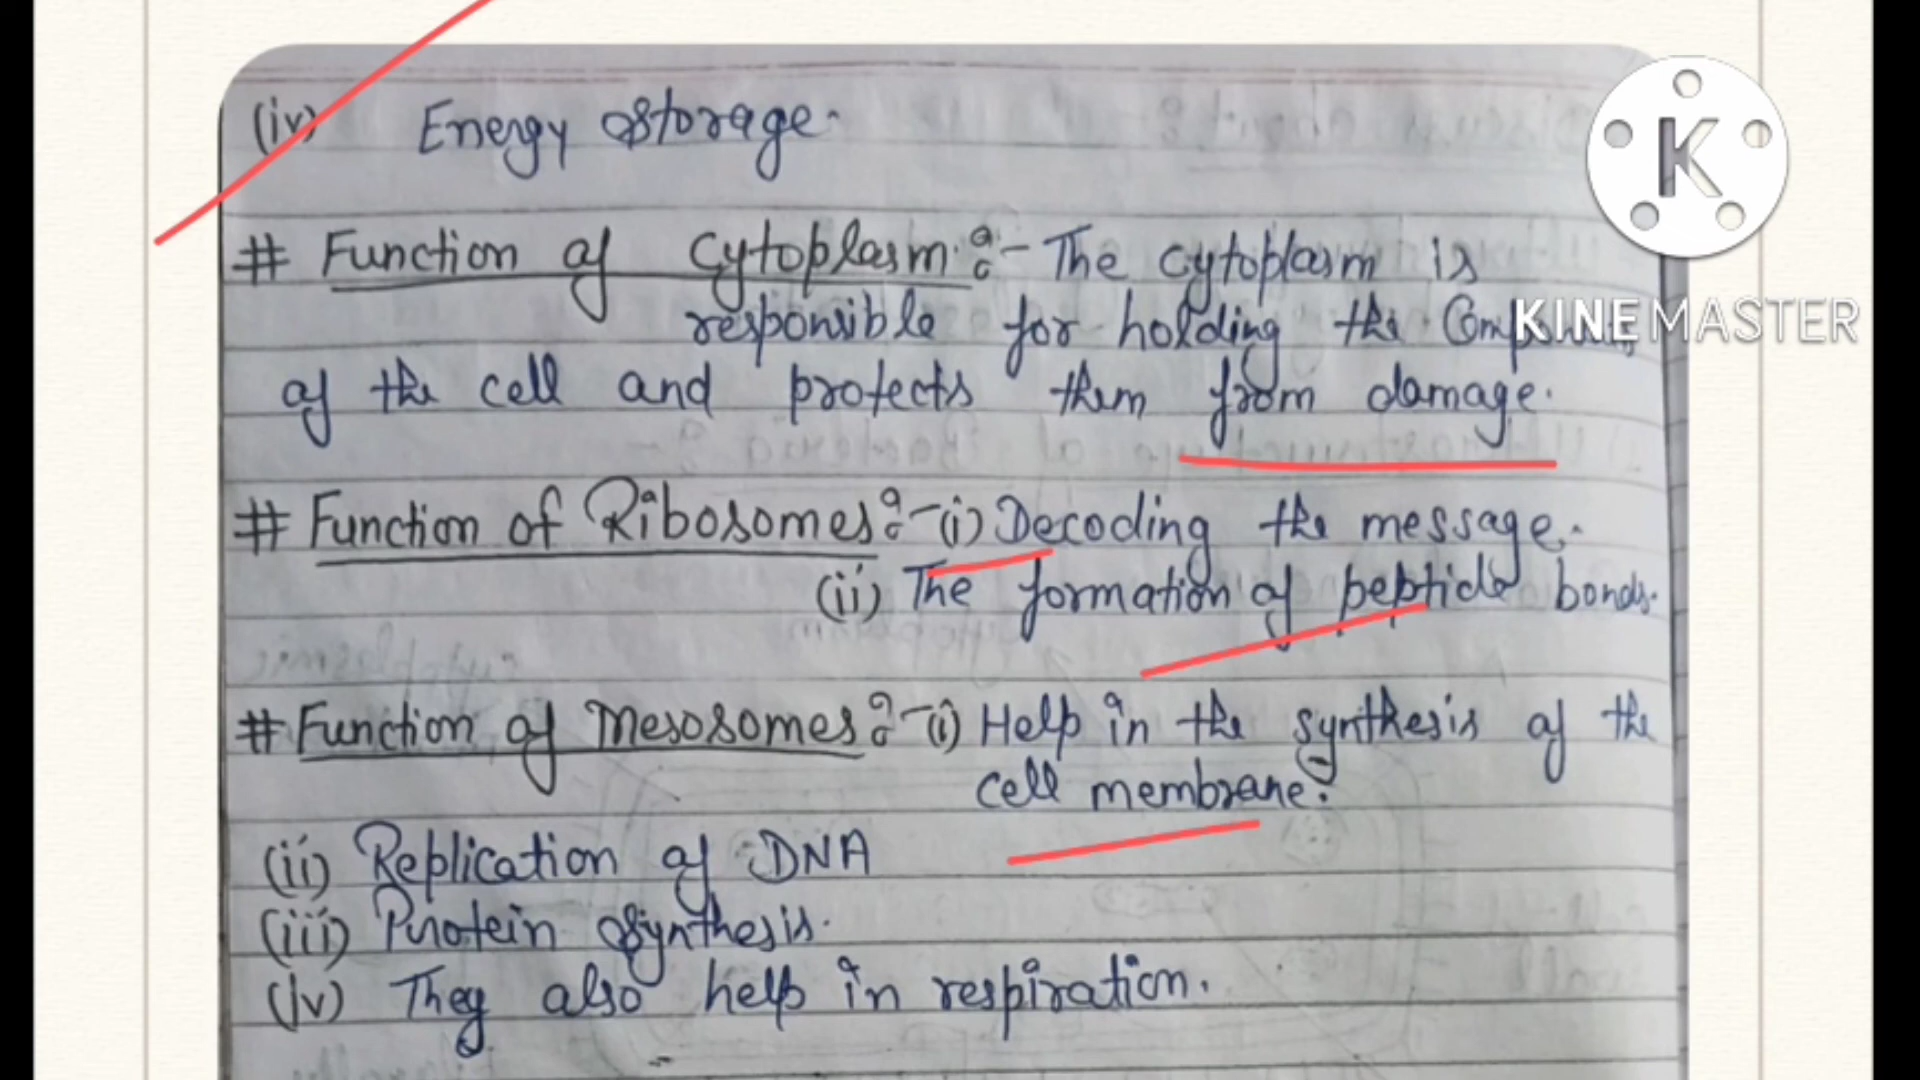 (iv) Energy storage.
# Function of Cytoplasm :- The cytoplasm is
responsible for holding the
KINEMASTER
of the cell and protects them from damage.
# Function of Ribosomes :- (i) Decoding the message.
(ii) The formation of peptide bonds.
# Function of Mesosomes :- (i) Help in the synthesis of the
cell membrane.
(ii) Replication of DNA
(iii) Protein synthesis.
(iv) They also help in respiration.